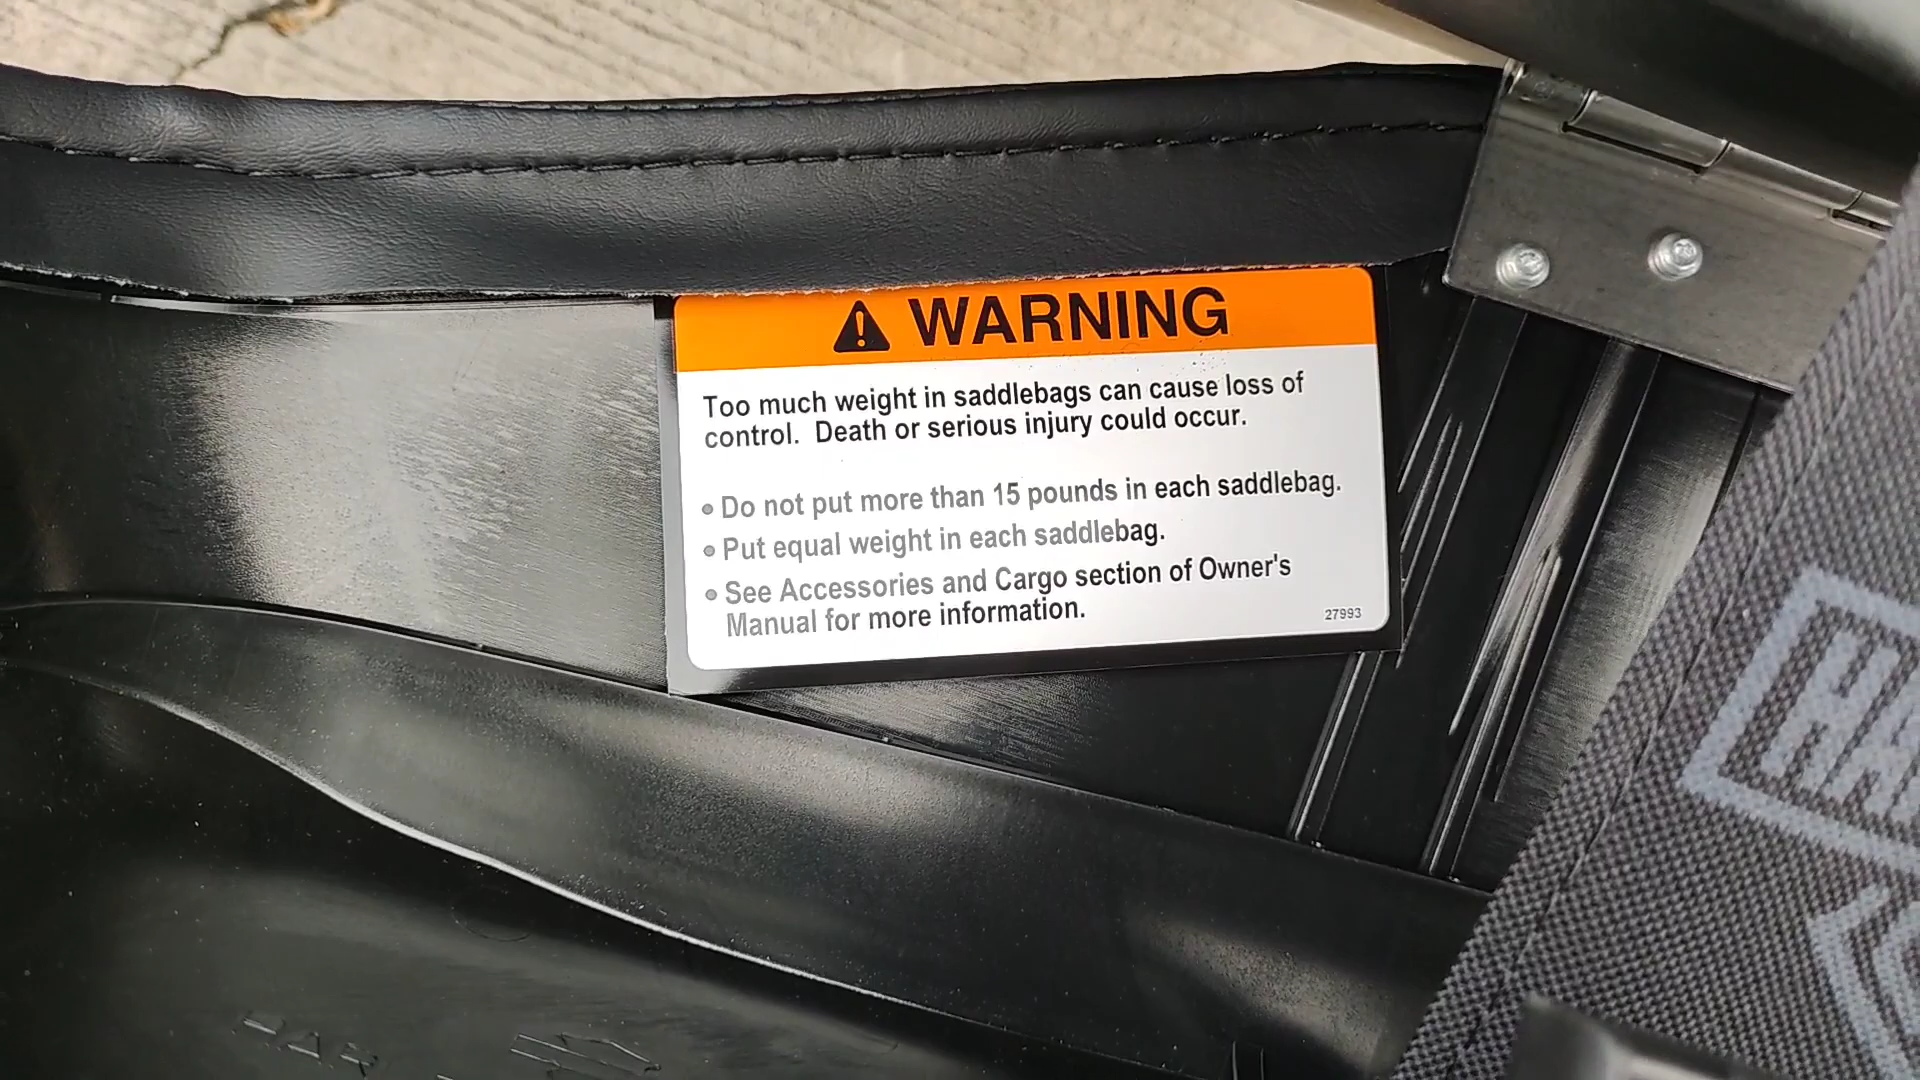 WARNING
Too much weight in saddlebags can cause loss of
control. Death or serious injury could occur.
• Do not put more than 15 pounds in each saddlebag.
• Put equal weight in each saddlebag.
• See Accessories and Cargo section of Owner's
Manual for more information.
27993
HAR